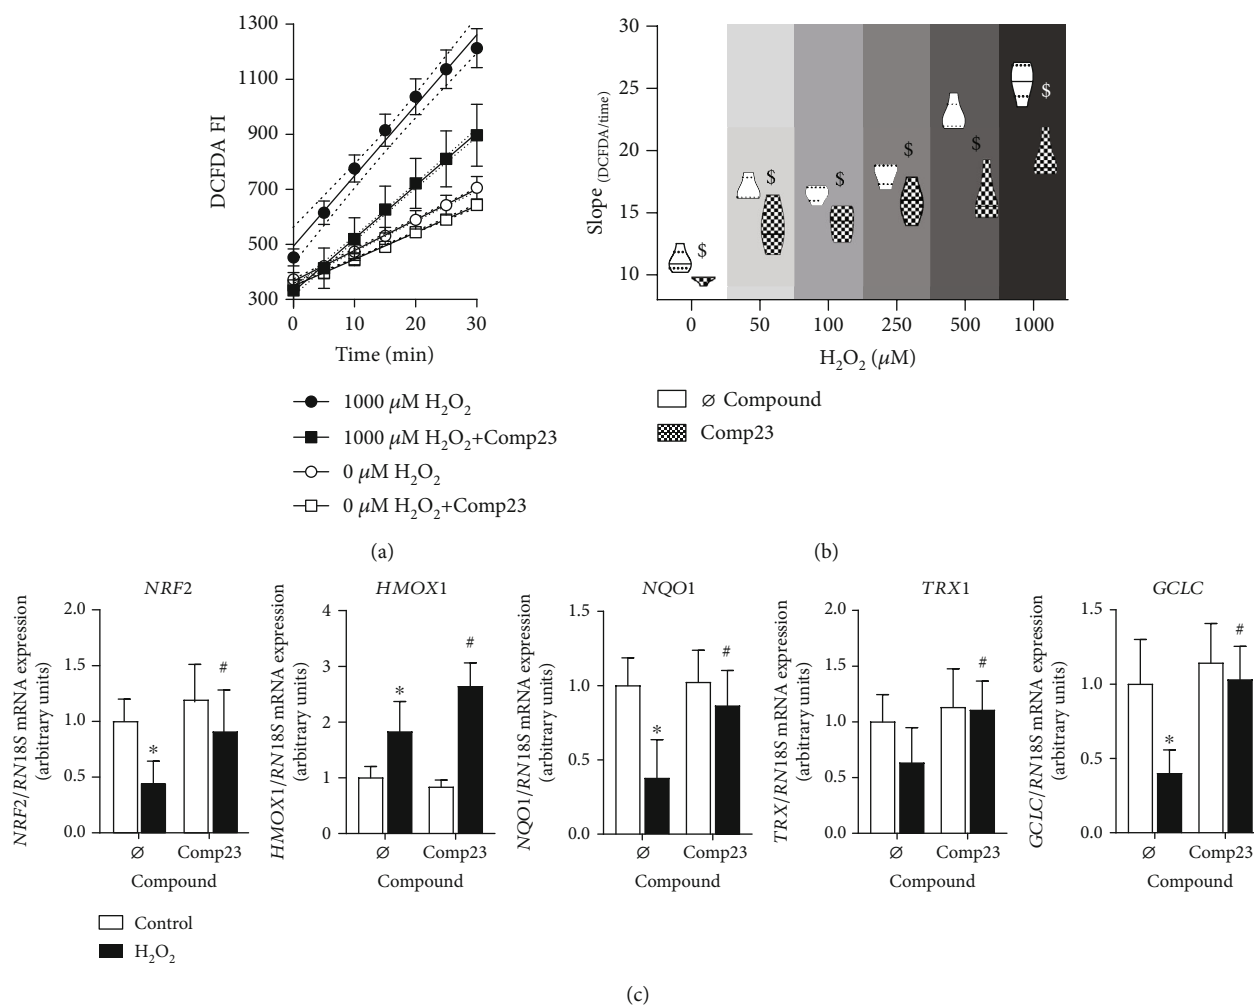 1300
1100
900
700
500
300
DCFDA FI
0 10 20 30
Time (min)
1000 μM H₂O₂
1000 μM H₂O₂+Comp23
0 μM H₂O₂
0 μM H₂O₂+Comp23
(a)
30
25
20
15
10
Slope (DCFDA/time)
$ $ $ $ $ $
0 50 100 250 500 1000
H₂O₂ (μM)
∅ Compound
Comp23
(b)
NRF2
NRF2/RN18S mRNA expression
(arbitrary units)
2.0
1.5
1.0
0.5
0.0
* #
∅ Comp23
Compound
HMOX1
HMOX1/RN18S mRNA expression
(arbitrary units)
4
3
2
1
0
* #
∅ Comp23
Compound
NQO1
NQO1/RN18S mRNA expression
(arbitrary units)
1.5
1.0
0.5
0.0
* #
∅ Comp23
Compound
TRX1
TRX/RN18S mRNA expression
(arbitrary units)
2.0
1.5
1.0
0.5
0.0
#
∅ Comp23
Compound
GCLC
GCLC/RN18S mRNA expression
(arbitrary units)
1.5
1.0
0.5
0.0
* #
∅ Comp23
Compound
Control
H₂O₂
(c)